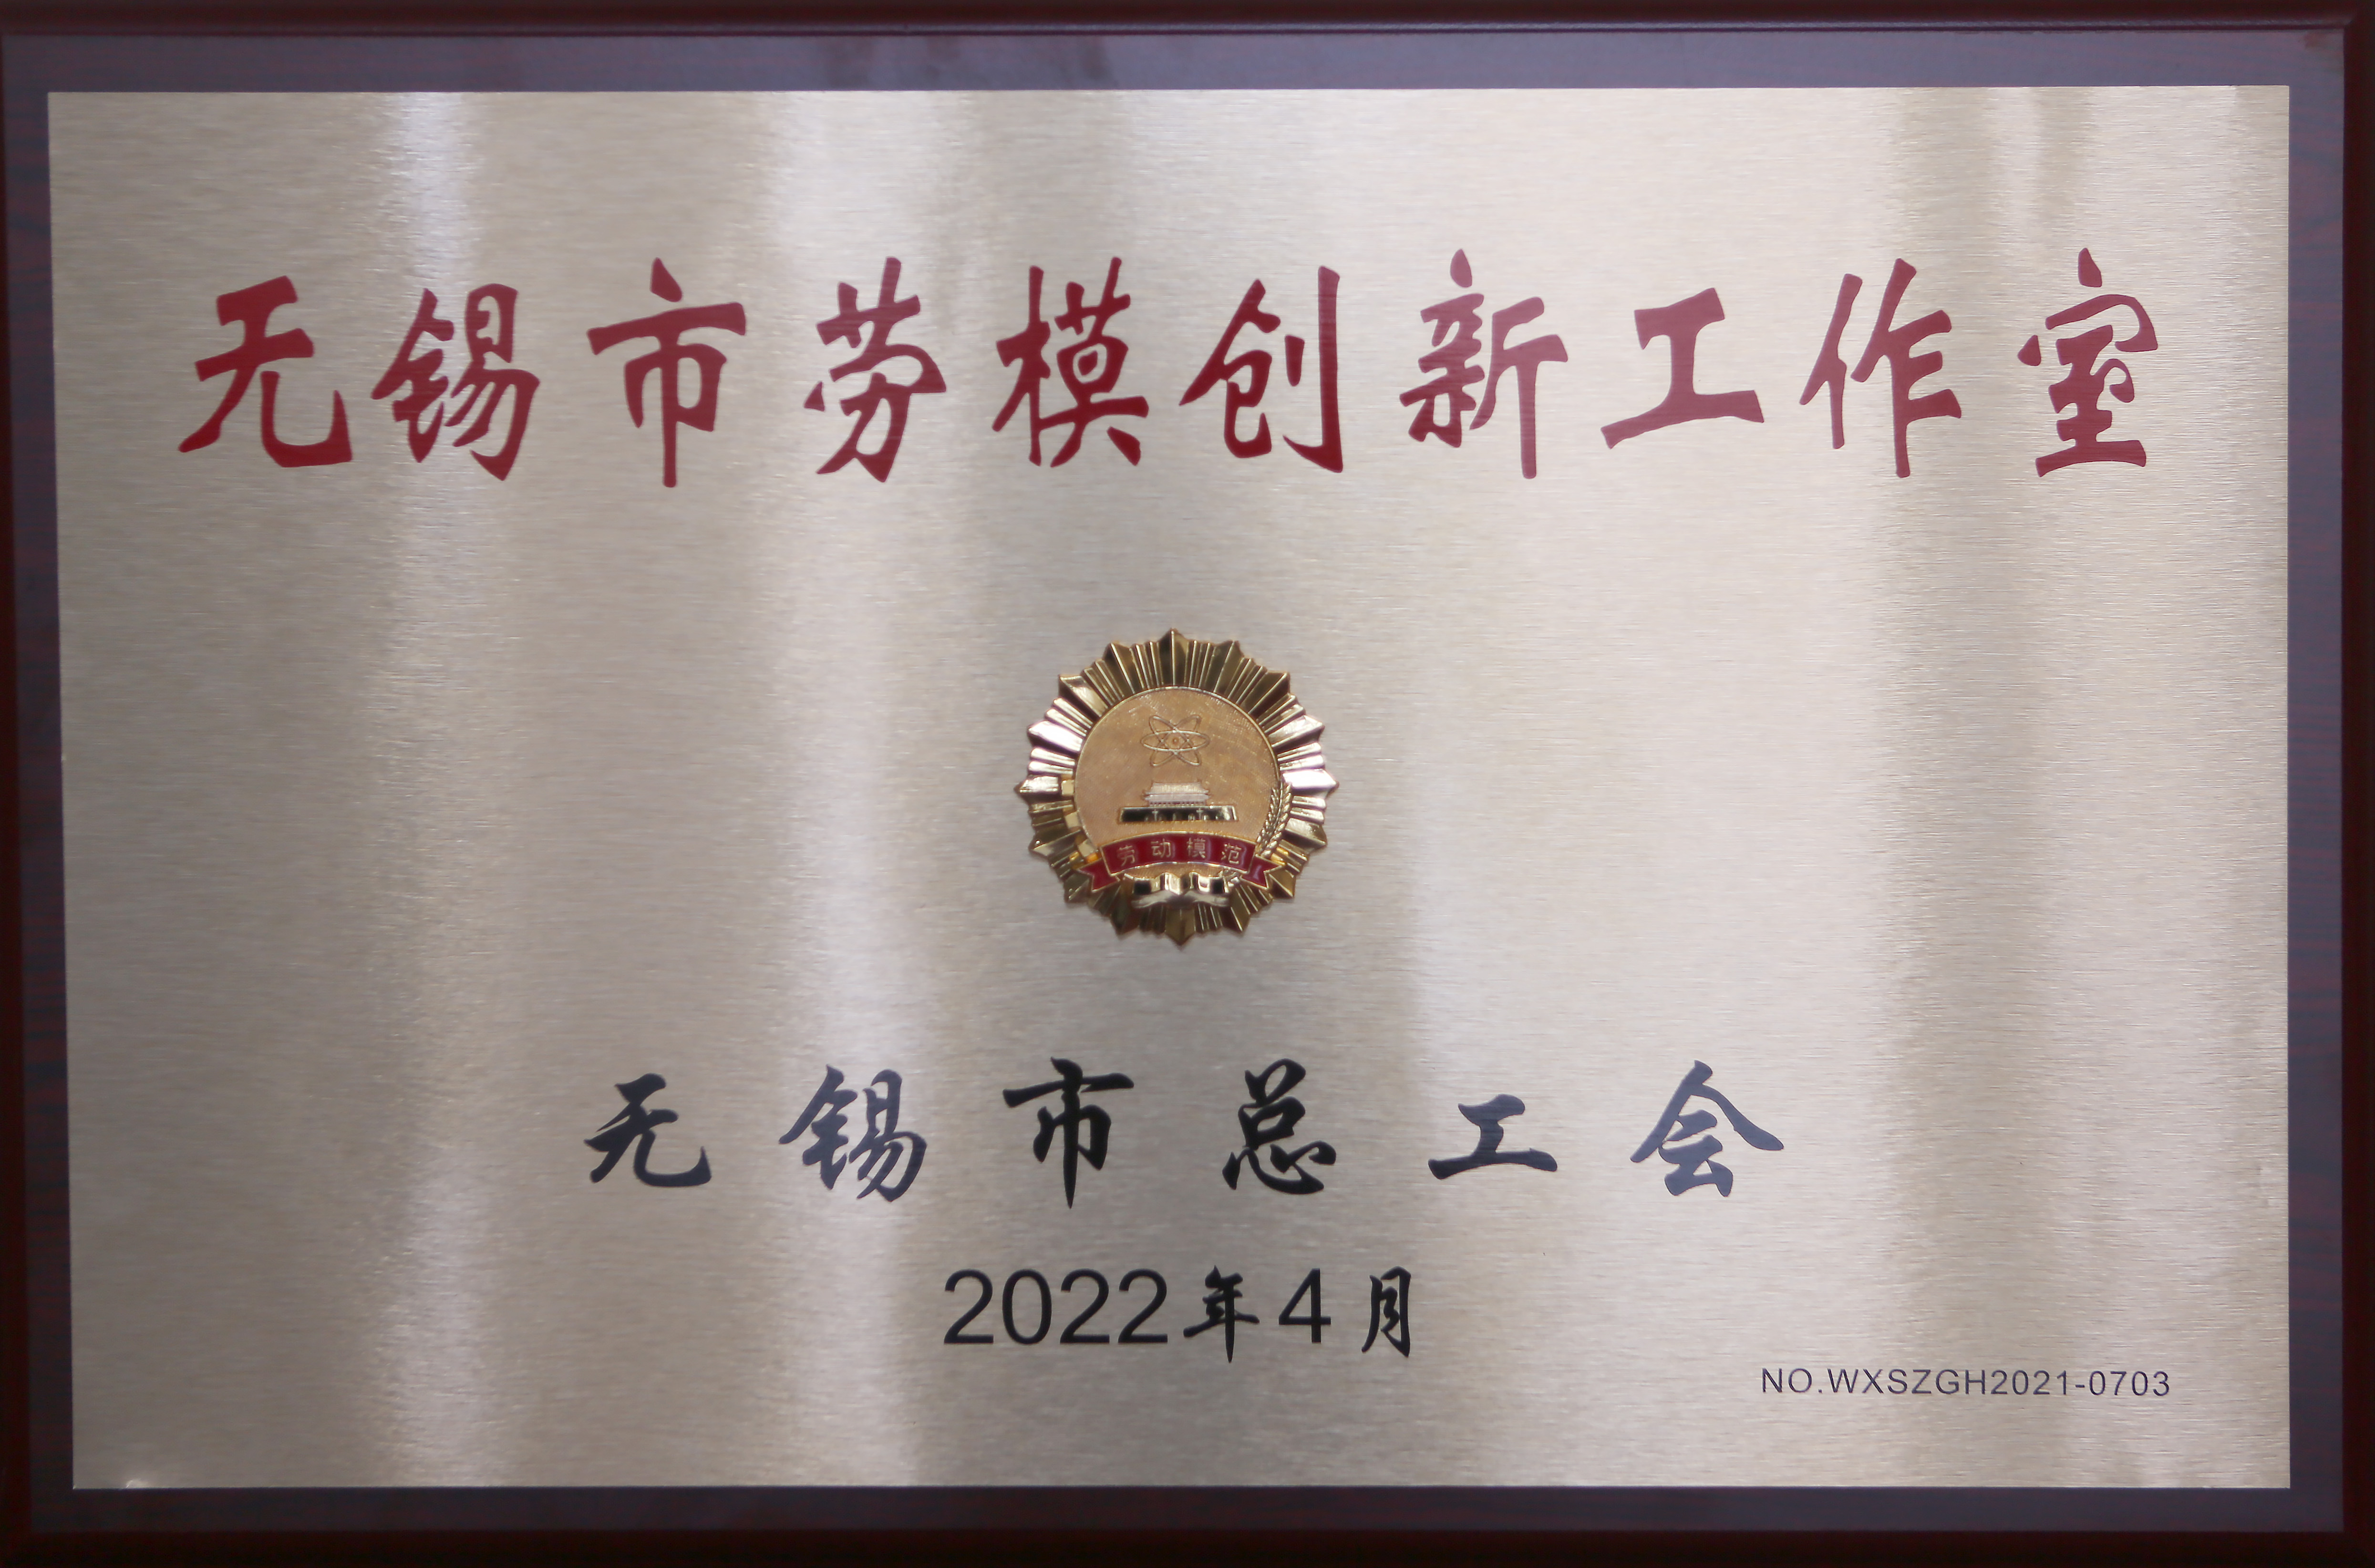 无锡市劳模创新工作室
劳动模范
无锡市总工会
2022年4月
NO.WXSZGH2021-0703